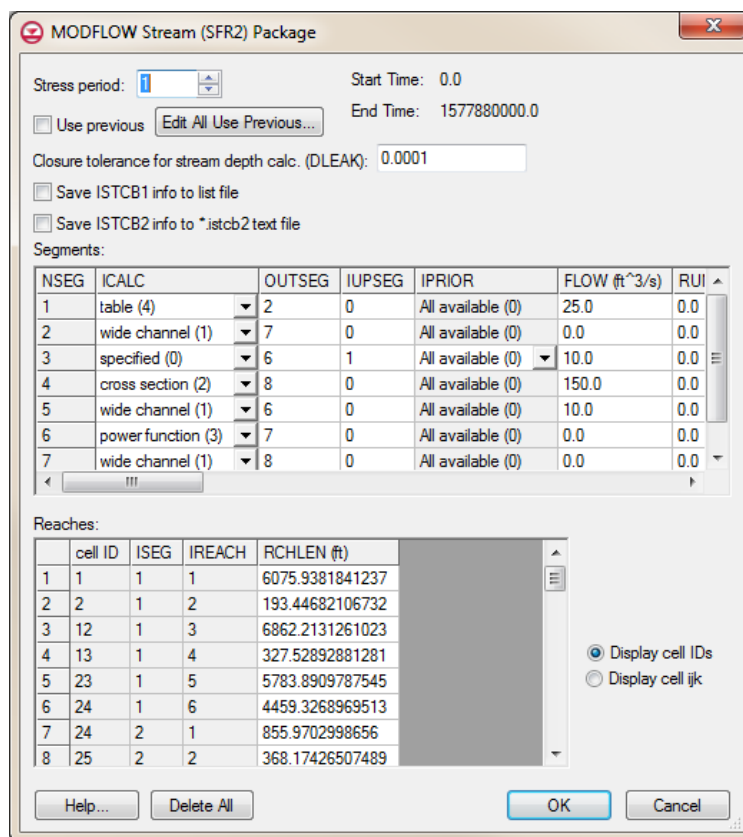 MODFLOW Stream (SFR2) Package
Stress period: 1 Start Time: 0.0
Use previous Edit All Use Previous... End Time: 1577880000.0
Closure tolerance for stream depth calc. (DLEAK): 0.0001
Save ISTCB1 info to list file
Save ISTCB2 info to *.istcb2 text file
Segments:
NSEG ICALC OUTSEG IUPSEG IPRIOR FLOW (ft^3/s)
1 table (4) 2 0 All available (0) 25.0 0.0
2 wide channel (1) 7 0 All available (0) 0.0 0.0
3 specified (0) 6 1 All available (0) 10.0 0.0
4 cross section (2) 8 0 All available (0) 150.0 0.0
5 wide channel (1) 6 0 All available (0) 10.0 0.0
6 power function (3) 7 0 All available (0) 0.0 0.0
7 wide channel (1) 8 0 All available (0) 0.0 0.0
Reaches:
cell ID ISEG IREACH RCHLEN (ft)
1 1 1 1 6075.9381841237
2 2 1 2 193.44682106732
3 12 1 3 6862.2131261023
4 13 1 4 327.52892881281
5 23 1 5 5783.8909787545
6 24 1 6 4459.3268969513
7 24 2 1 855.9702998656
8 25 2 2 368.17426507489
Display cell IDs
Display cell ijk
Help... Delete All OK Cancel